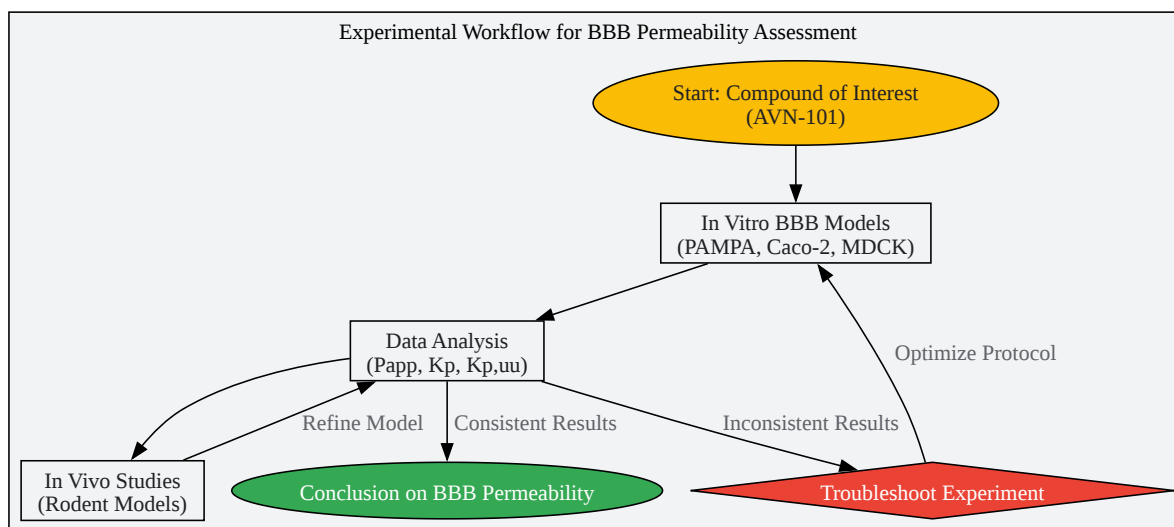 Experimental Workflow for BBB Permeability Assessment
Start: Compound of Interest
(AVN-101)
In Vitro BBB Models
(PAMPA, Caco-2, MDCK)
Data Analysis
(Papp, Kp, Kp,uu)
Optimize Protocol
Refine Model
Consistent Results
Inconsistent Results
In Vivo Studies
(Rodent Models)
Conclusion on BBB Permeability
Troubleshoot Experiment